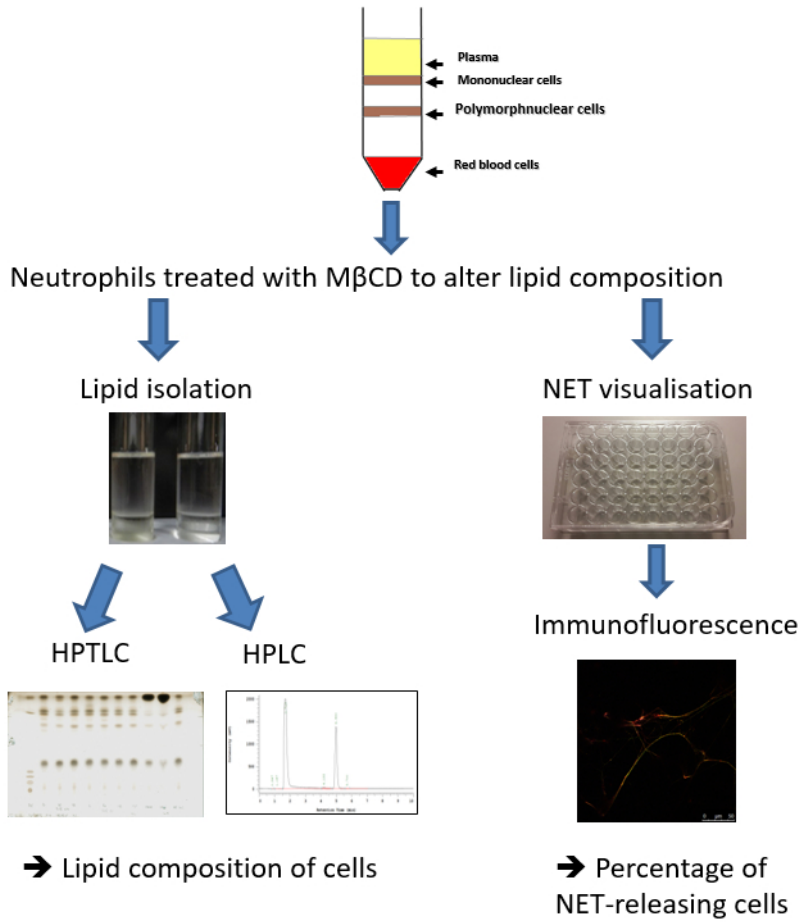 Plasma
Mononuclear cells
Polymorphnuclear cells
Red blood cells
Neutrophils treated with MβCD to alter lipid composition
Lipid isolation
NET visualisation
Immunofluorescence
HPTLC
HPLC
➔ Lipid composition of cells
➔ Percentage of
NET-releasing cells